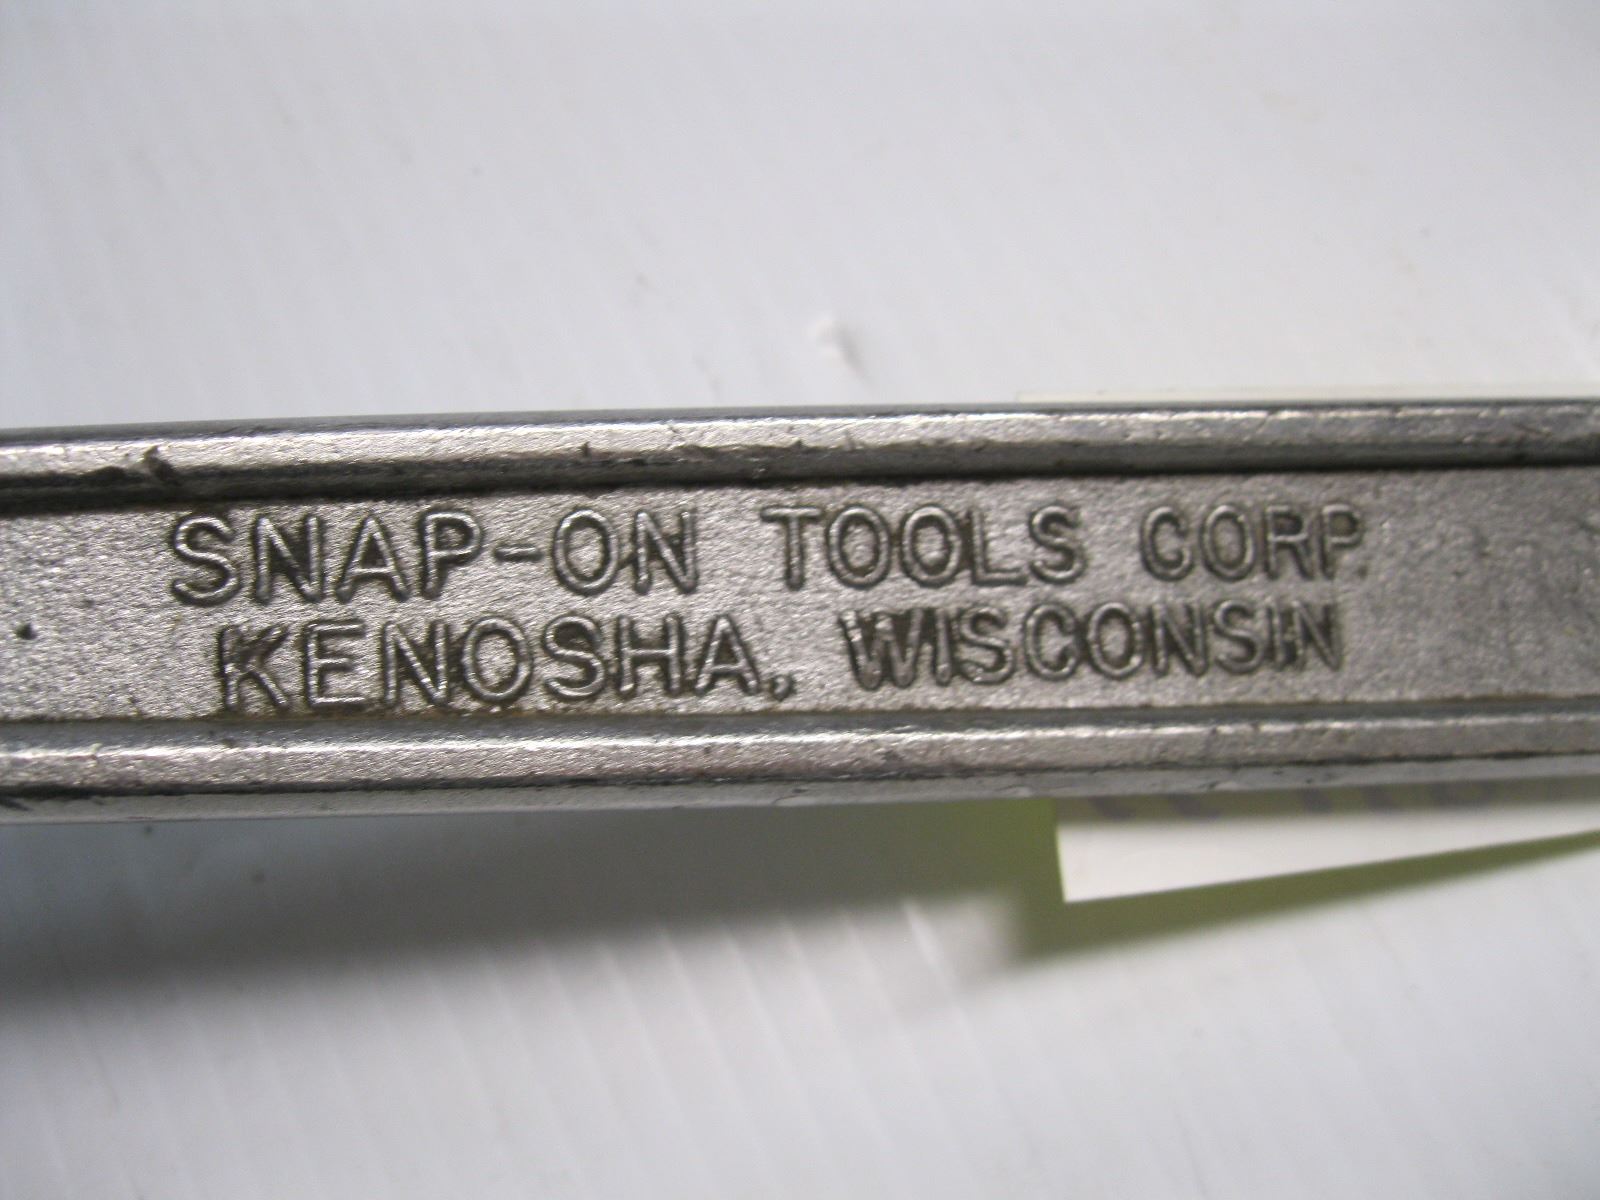 SNAP-ON TOOLS CORP.
KENOSHA, WISCONSIN